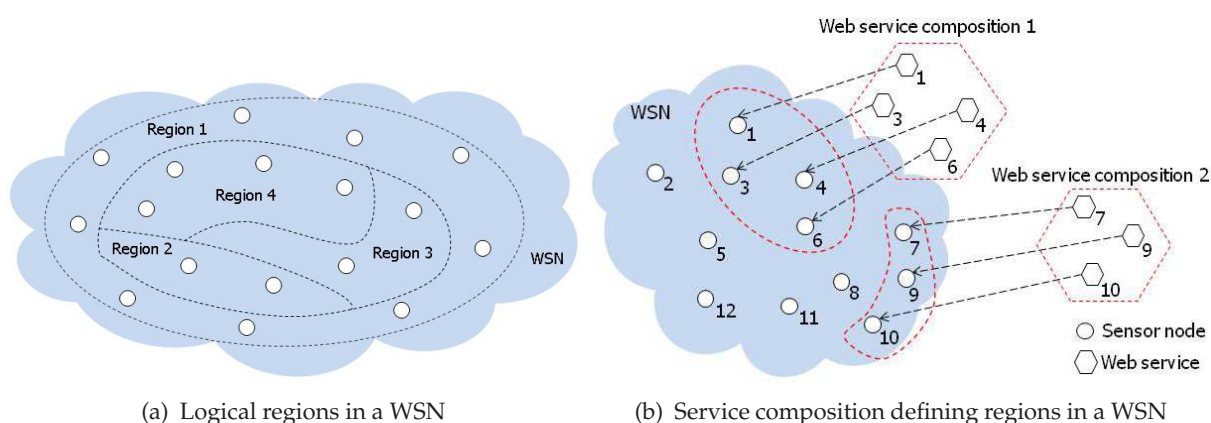 Region 1
Region 4
Region 2
Region 3
WSN
(a) Logical regions in a WSN
Web service composition 1
WSN
1
3
4
6
1
2
3
4
6
5
Web service composition 2
7
9
10
7
9
8
10
11
12
Sensor node
Web service
(b) Service composition defining regions in a WSN